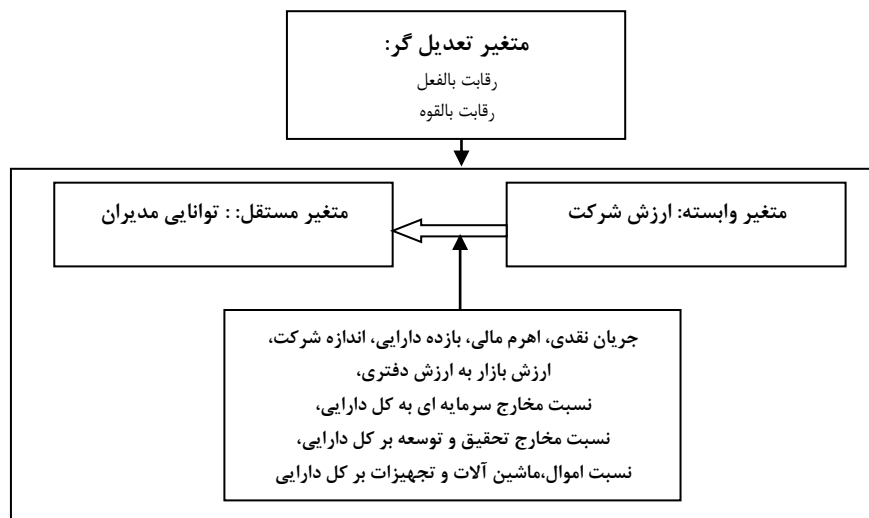 متغیر تعدیل گر:
رقابت بالفعل
رقابت بالقوه
متغیر وابسته: ارزش شرکت
متغیر مستقل: : توانایی مدیران
جریان نقدی، اهرم مالی، بازده دارایی، اندازه شرکت،
ارزش بازار به ارزش دفتری،
نسبت مخارج سرمایه ای به کل دارایی،
نسبت مخارج تحقیق و توسعه بر کل دارایی،
نسبت اموال،ماشین آلات و تجهیزات بر کل دارایی